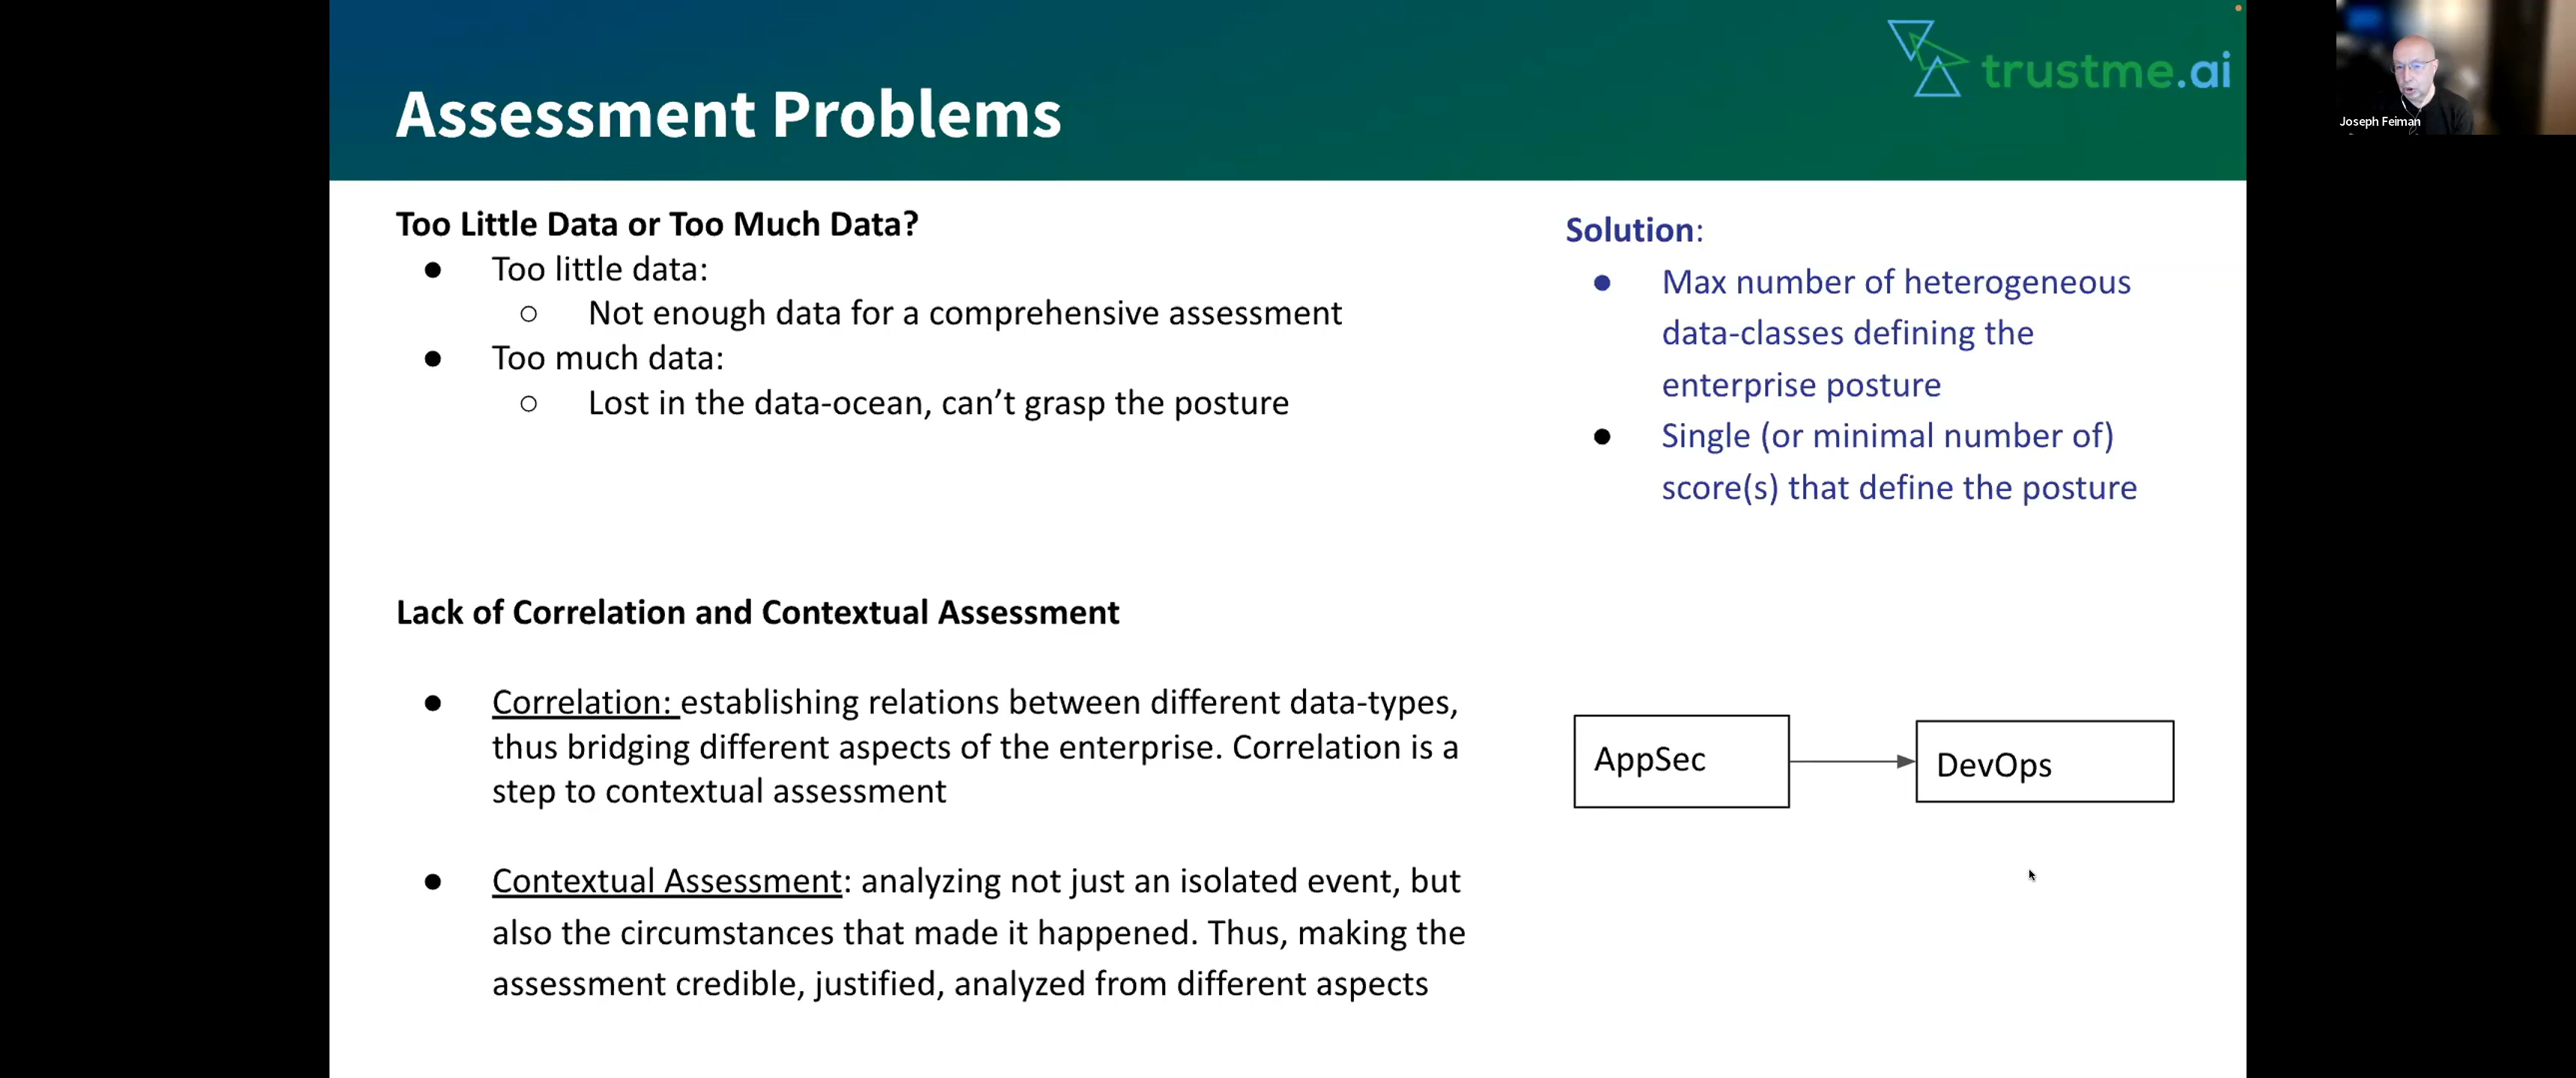 Assessment Problems
trustme.ai
Joseph Feiman
Too Little Data or Too Much Data?
● Too little data:
○ Not enough data for a comprehensive assessment
● Too much data:
○ Lost in the data-ocean, can’t grasp the posture
Solution:
● Max number of heterogeneous
data-classes defining the
enterprise posture
● Single (or minimal number of)
score(s) that define the posture
Lack of Correlation and Contextual Assessment
● Correlation: establishing relations between different data-types,
thus bridging different aspects of the enterprise. Correlation is a
step to contextual assessment
● Contextual Assessment: analyzing not just an isolated event, but
also the circumstances that made it happened. Thus, making the
assessment credible, justified, analyzed from different aspects
AppSec
DevOps